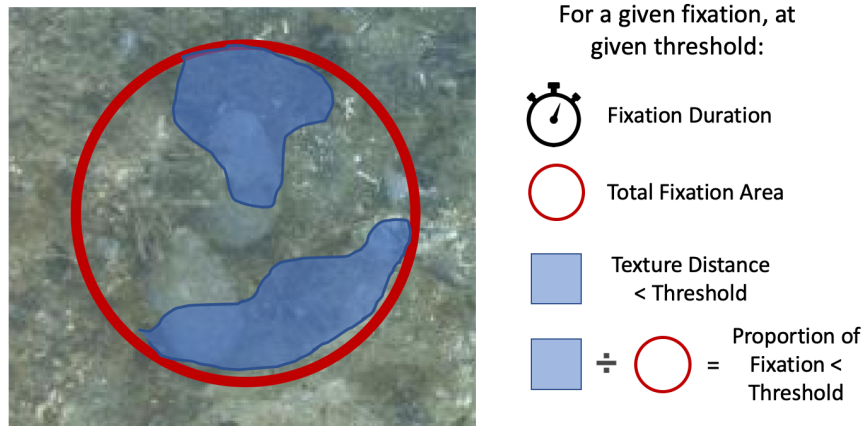 For a given fixation, at
given threshold:
Fixation Duration
Total Fixation Area
Texture Distance
< Threshold
÷ = Proportion of
Fixation <
Threshold